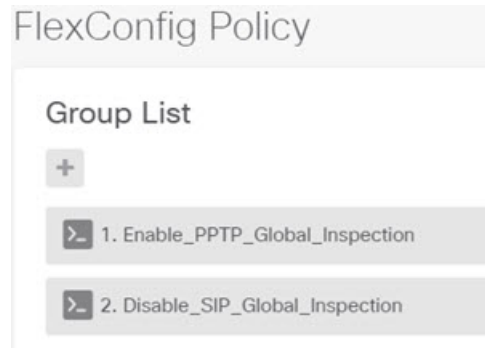 FlexConfig Policy
Group List
+
>_ 1. Enable_PPTP_Global_Inspection
>_ 2. Disable_SIP_Global_Inspection